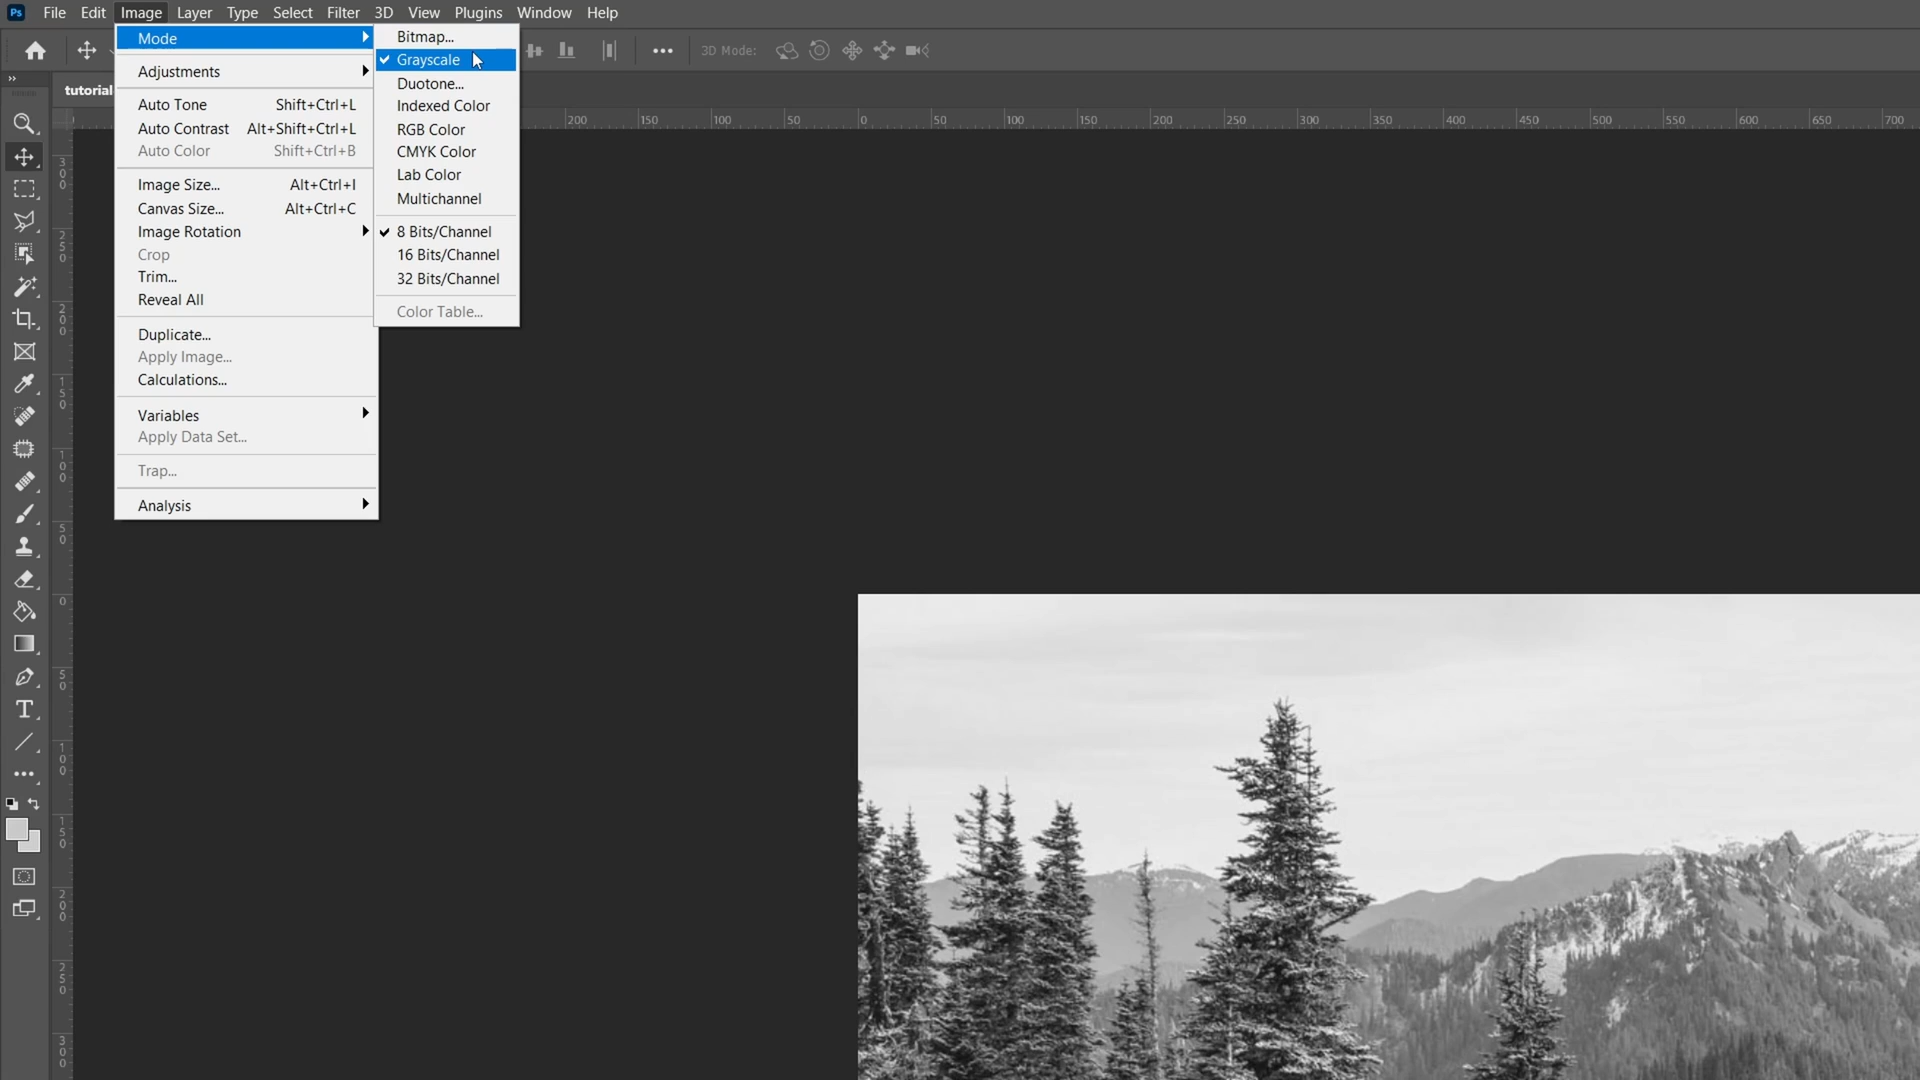 Ps File Edit Image Layer Type Select Filter 3D View Plugins Window Help
3D Mode:
tutorial
Mode
Adjustments
Auto Tone Shift+Ctrl+L
Auto Contrast Alt+Shift+Ctrl+L
Auto Color Shift+Ctrl+B
Image Size... Alt+Ctrl+I
Canvas Size... Alt+Ctrl+C
Image Rotation
Crop
Trim...
Reveal All
Duplicate...
Apply Image...
Calculations...
Variables
Apply Data Set...
Trap...
Analysis
Bitmap...
Grayscale
Duotone...
Indexed Color
RGB Color
CMYK Color
Lab Color
Multichannel
8 Bits/Channel
16 Bits/Channel
32 Bits/Channel
Color Table...
200 150 100 50 0 50 100 150 200 250 300 350 400 450 500 550 600 650 700
300
250
200
150
100
50
0
50
100
150
200
250
300